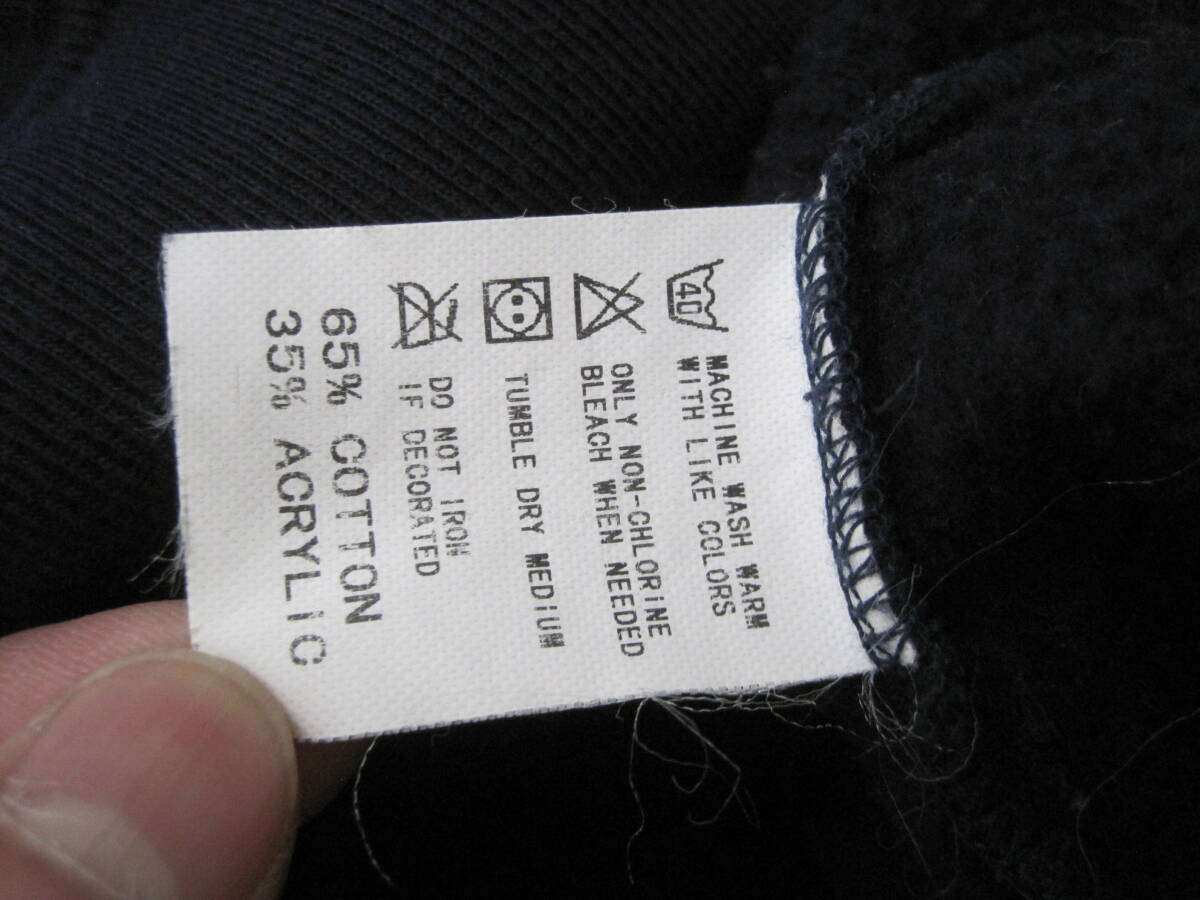 40
MACHINE WASH WARM
WITH LIKE COLORS
ONLY NON-CHLORINE
BLEACH WHEN NEEDED
TUMBLE DRY MEDIUM
DO NOT IRON
IF DECORATED
65% COTTON
35% ACRYLIC